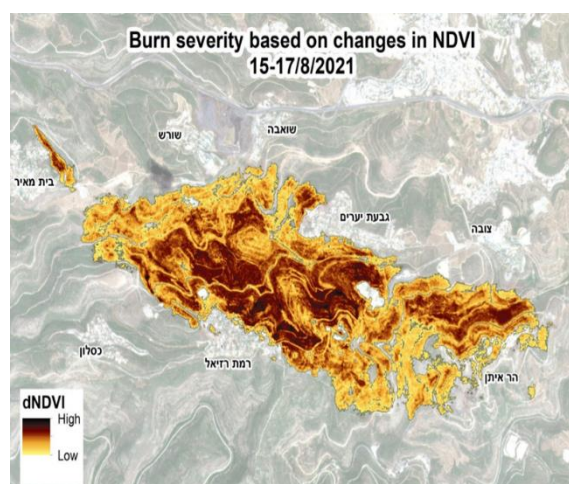 Burn severity based on changes in NDVI
15-17/8/2021
שואבה
שורש
בית מאיר
גבעת יערים
צובה
כסלון
רמת רזיאל
הר איתן
dNDVI
High
Low